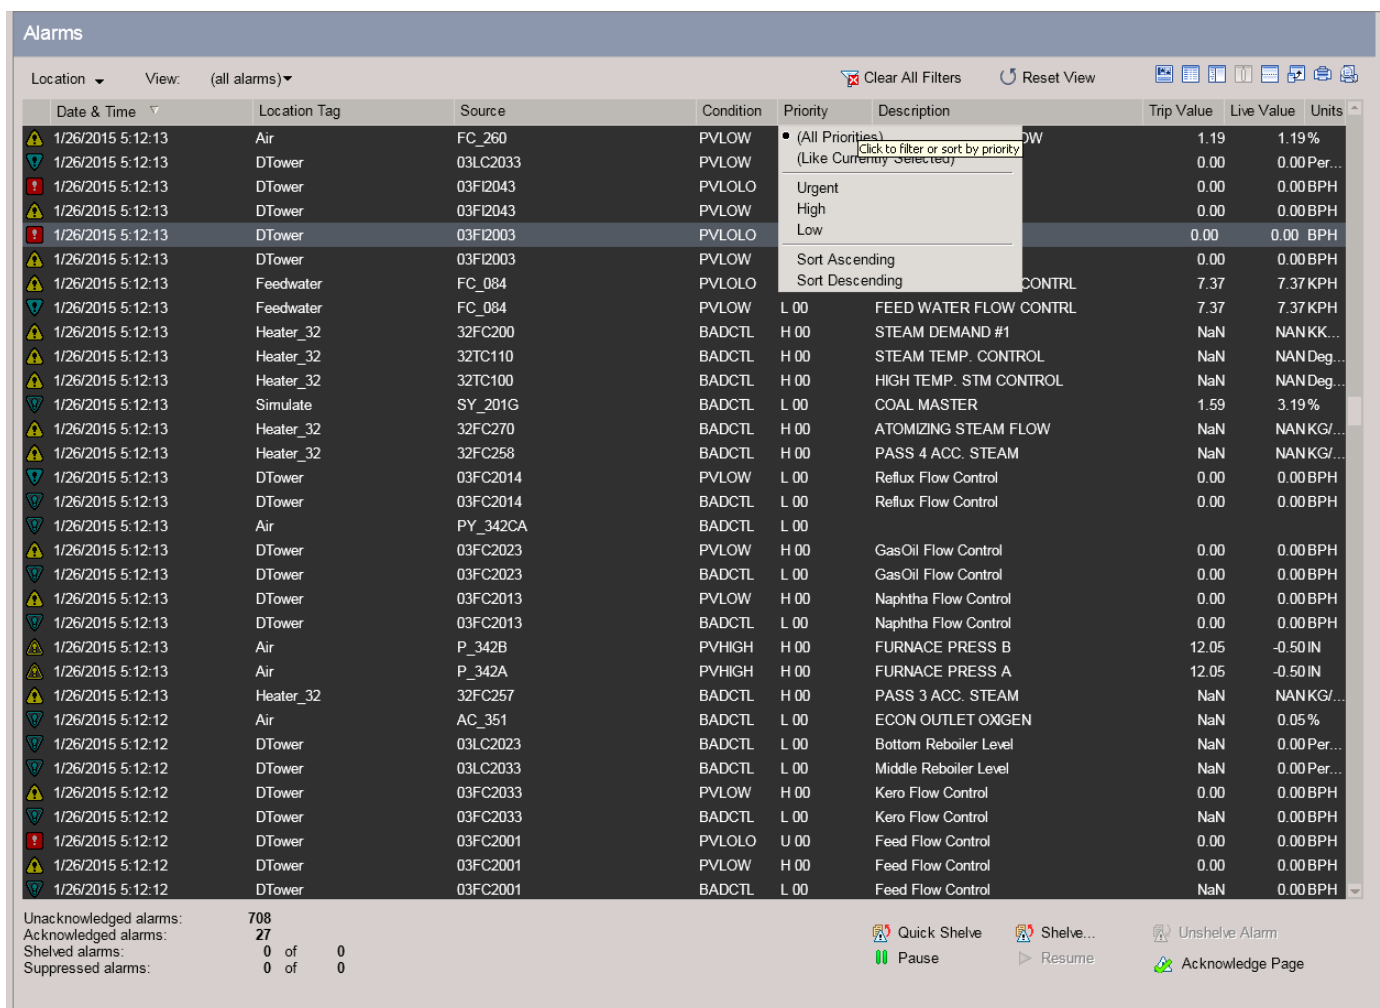 Alarms
Location View: (all alarms) Clear All Filters Reset View
Date & Time Location Tag Source Condition Priority Description Trip Value Live Value Units
1/26/2015 5:12:13 Air FC_260 PVLOW (All Priorities) OW 1.19 1.19 %
Click to filter or sort by priority
1/26/2015 5:12:13 DTower 03LC2033 PVLOW (Like Currently Selected) 0.00 0.00 Per...
1/26/2015 5:12:13 DTower 03FI2043 PVLOLO Urgent 0.00 0.00 BPH
1/26/2015 5:12:13 DTower 03FI2043 PVLOW High 0.00 0.00 BPH
1/26/2015 5:12:13 DTower 03FI2003 PVLOLO Low 0.00 0.00 BPH
1/26/2015 5:12:13 DTower 03FI2003 PVLOW Sort Ascending 0.00 0.00 BPH
1/26/2015 5:12:13 Feedwater FC_084 PVLOLO Sort Descending CONTRL 7.37 7.37 KPH
1/26/2015 5:12:13 Feedwater FC_084 PVLOW L 00 FEED WATER FLOW CONTRL 7.37 7.37 KPH
1/26/2015 5:12:13 Heater_32 32FC200 BADCTL H 00 STEAM DEMAND #1 NaN NAN KK...
1/26/2015 5:12:13 Heater_32 32TC110 BADCTL H 00 STEAM TEMP. CONTROL NaN NAN Deg...
1/26/2015 5:12:13 Heater_32 32TC100 BADCTL H 00 HIGH TEMP. STM CONTROL NaN NAN Deg...
1/26/2015 5:12:13 Simulate SY_201G BADCTL L 00 COAL MASTER 1.59 3.19 %
1/26/2015 5:12:13 Heater_32 32FC270 BADCTL H 00 ATOMIZING STEAM FLOW NaN NAN KG/...
1/26/2015 5:12:13 Heater_32 32FC258 BADCTL H 00 PASS 4 ACC. STEAM NaN NAN KG/...
1/26/2015 5:12:13 DTower 03FC2014 PVLOW L 00 Reflux Flow Control 0.00 0.00 BPH
1/26/2015 5:12:13 DTower 03FC2014 BADCTL L 00 Reflux Flow Control 0.00 0.00 BPH
1/26/2015 5:12:13 Air PY_342CA BADCTL L 00
1/26/2015 5:12:13 DTower 03FC2023 PVLOW H 00 GasOil Flow Control 0.00 0.00 BPH
1/26/2015 5:12:13 DTower 03FC2023 BADCTL L 00 GasOil Flow Control 0.00 0.00 BPH
1/26/2015 5:12:13 DTower 03FC2013 PVLOW H 00 Naphtha Flow Control 0.00 0.00 BPH
1/26/2015 5:12:13 DTower 03FC2013 BADCTL L 00 Naphtha Flow Control 0.00 0.00 BPH
1/26/2015 5:12:13 Air P_342B PVHIGH H 00 FURNACE PRESS B 12.05 -0.50 IN
1/26/2015 5:12:13 Air P_342A PVHIGH H 00 FURNACE PRESS A 12.05 -0.50 IN
1/26/2015 5:12:13 Heater_32 32FC257 BADCTL H 00 PASS 3 ACC. STEAM NaN NAN KG/...
1/26/2015 5:12:12 Air AC_351 BADCTL L 00 ECON OUTLET OXIGEN NaN 0.05 %
1/26/2015 5:12:12 DTower 03LC2023 BADCTL L 00 Bottom Reboiler Level NaN 0.00 Per...
1/26/2015 5:12:12 DTower 03LC2033 BADCTL L 00 Middle Reboiler Level NaN 0.00 Per...
1/26/2015 5:12:12 DTower 03FC2033 PVLOW H 00 Kero Flow Control 0.00 0.00 BPH
1/26/2015 5:12:12 DTower 03FC2033 BADCTL L 00 Kero Flow Control NaN 0.00 BPH
1/26/2015 5:12:12 DTower 03FC2001 PVLOLO U 00 Feed Flow Control 0.00 0.00 BPH
1/26/2015 5:12:12 DTower 03FC2001 PVLOW H 00 Feed Flow Control 0.00 0.00 BPH
1/26/2015 5:12:12 DTower 03FC2001 BADCTL L 00 Feed Flow Control NaN 0.00 BPH
Unacknowledged alarms: 708
Acknowledged alarms: 27
Shelved alarms: 0 of 0
Suppressed alarms: 0 of 0
Quick Shelve Shelve... Unshelve Alarm
Pause Resume Acknowledge Page